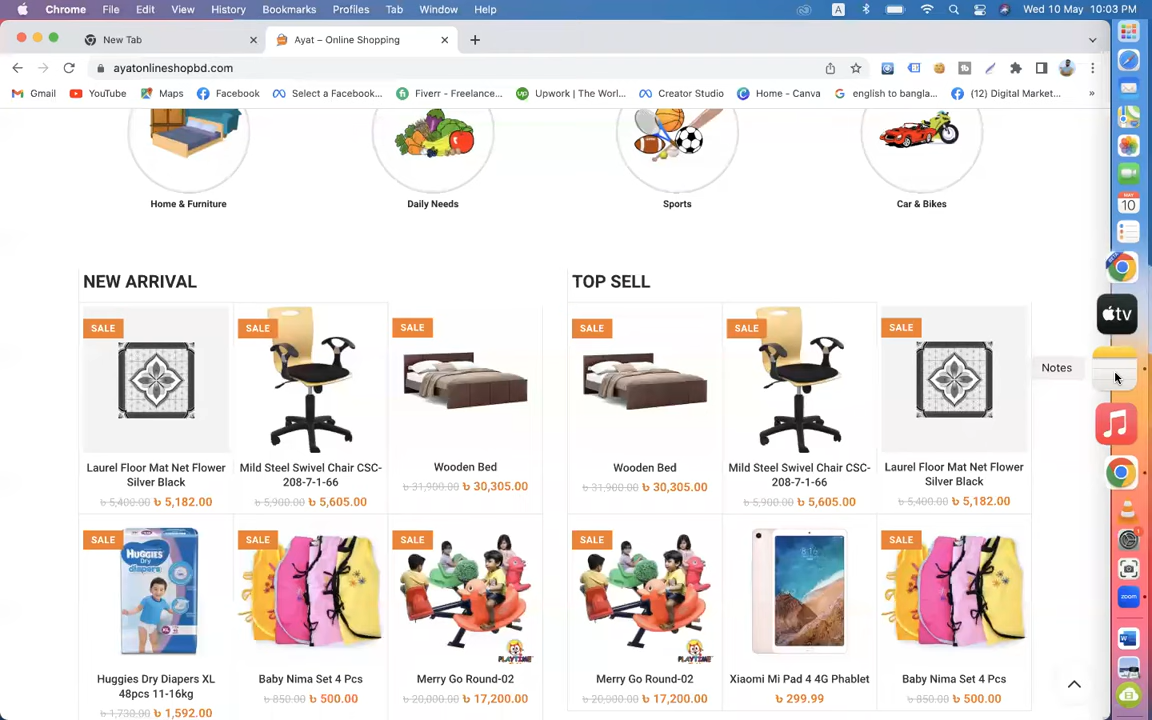 Chrome File Edit View History Bookmarks Profiles Tab Window Help A Wed 10 May 10:03 PM
New Tab Ayat – Online Shopping
ayatonlineshopbd.com
Gmail YouTube Maps Facebook Select a Facebook... Fiverr - Freelance... Upwork | The Worl... Creator Studio Home - Canva english to bangla... (12) Digital Market... »
Home & Furniture Daily Needs Sports Car & Bikes
NEW ARRIVAL TOP SELL
SALE SALE SALE SALE SALE SALE
tv
Notes
Laurel Floor Mat Net Flower Mild Steel Swivel Chair CSC- Wooden Bed Wooden Bed Mild Steel Swivel Chair CSC- Laurel Floor Mat Net Flower
Silver Black 208-7-1-66 ৳ 31,900.00 ৳ 30,305.00 ৳ 31,900.00 ৳ 30,305.00 208-7-1-66 Silver Black
৳ 5,400.00 ৳ 5,182.00 ৳ 5,900.00 ৳ 5,605.00 ৳ 5,900.00 ৳ 5,605.00 ৳ 5,400.00 ৳ 5,182.00
SALE SALE SALE SALE SALE
HUGGIES
Dry
diapers
zoom
PLAYTIME PLAYTIME
Huggies Dry Diapers XL Baby Nima Set 4 Pcs Merry Go Round-02 Merry Go Round-02 Xiaomi Mi Pad 4 4G Phablet Baby Nima Set 4 Pcs
48pcs 11-16kg ৳ 850.00 ৳ 500.00 ৳ 20,000.00 ৳ 17,200.00 ৳ 20,300.00 ৳ 17,200.00 ৳ 299.99 ৳ 850.00 ৳ 500.00
৳ 1,730.00 ৳ 1,592.00